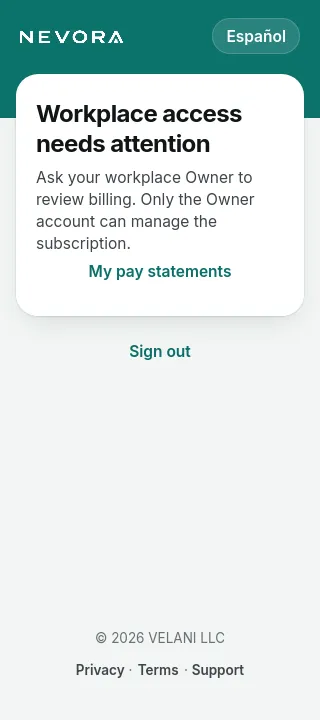 NEVORA
Español
Workplace access
needs attention
Ask your workplace Owner to
review billing. Only the Owner
account can manage the
subscription.
My pay statements
Sign out
© 2026 VELANI LLC
Privacy · Terms · Support